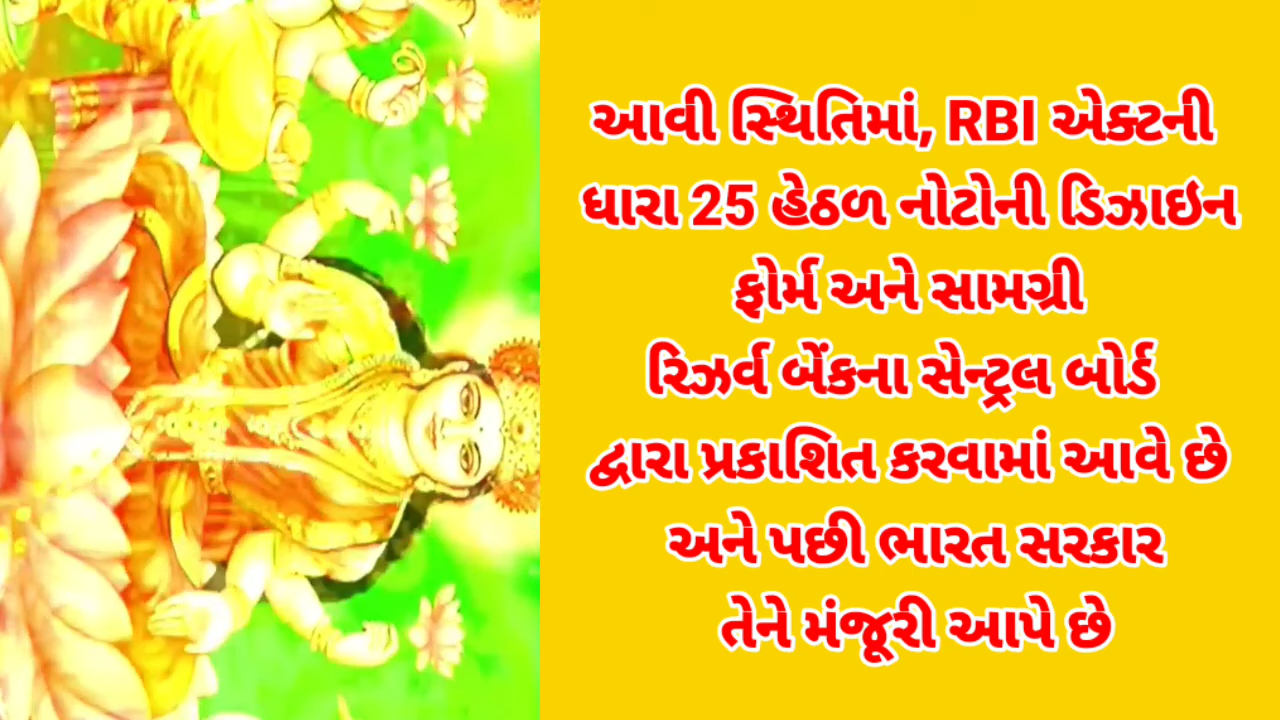 આવી સ્થિતિમાં, RBI એક્ટની
ધારા 25 હેઠળ નોટોની ડિઝાઇન
ફોર્મ અને સામગ્રી
રિઝર્વ બેંકના સેન્ટ્રલ બોર્ડ
દ્વારા પ્રકાશિત કરવામાં આવે છે
અને પછી ભારત સરકાર
તેને મંજૂરી આપે છે